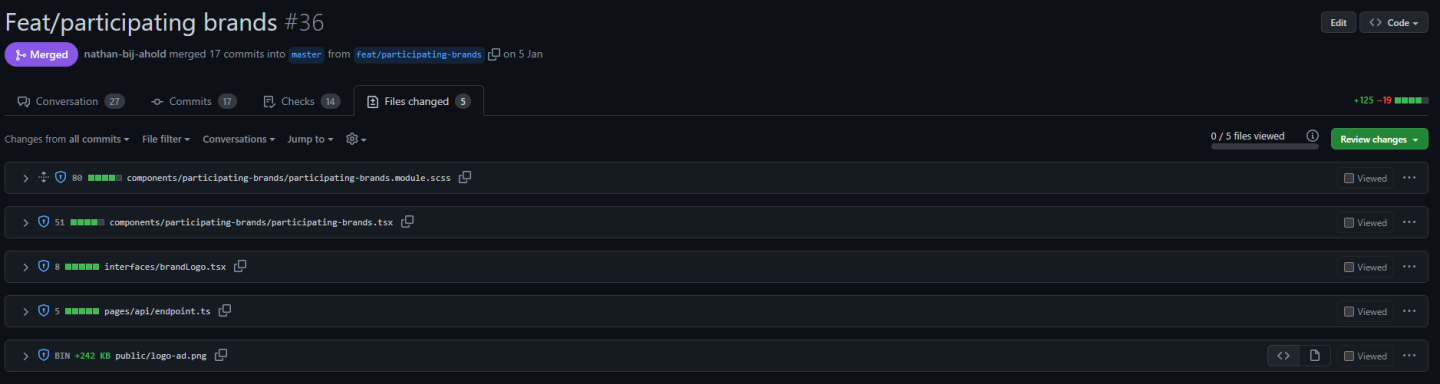 Feat/participating brands #36
Edit
Code
Merged nathan-bij-ahold merged 17 commits into master from feat/participating-brands on 5 Jan
Conversation 27 Commits 17 Checks 14 Files changed 5
+125 −19
Changes from all commits File filter Conversations Jump to
0 / 5 files viewed
Review changes
80 components/participating-brands/participating-brands.module.scss Viewed
51 components/participating-brands/participating-brands.tsx Viewed
8 interfaces/brandLogo.tsx Viewed
5 pages/api/endpoint.ts Viewed
BIN +242 KB public/logo-ad.png Viewed